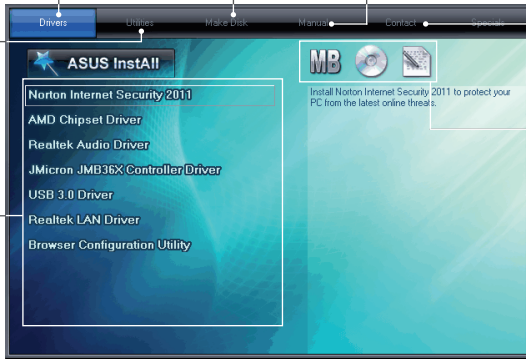 Drivers Utilities Make Disk Manual Contact Specials
ASUS InstAll
MB
Norton Internet Security 2011
Install Norton Internet Security 2011 to protect your
PC from the latest online threats.
AMD Chipset Driver
Realtek Audio Driver
JMicron JMB36X Controller Driver
USB 3.0 Driver
Realtek LAN Driver
Browser Configuration Utility